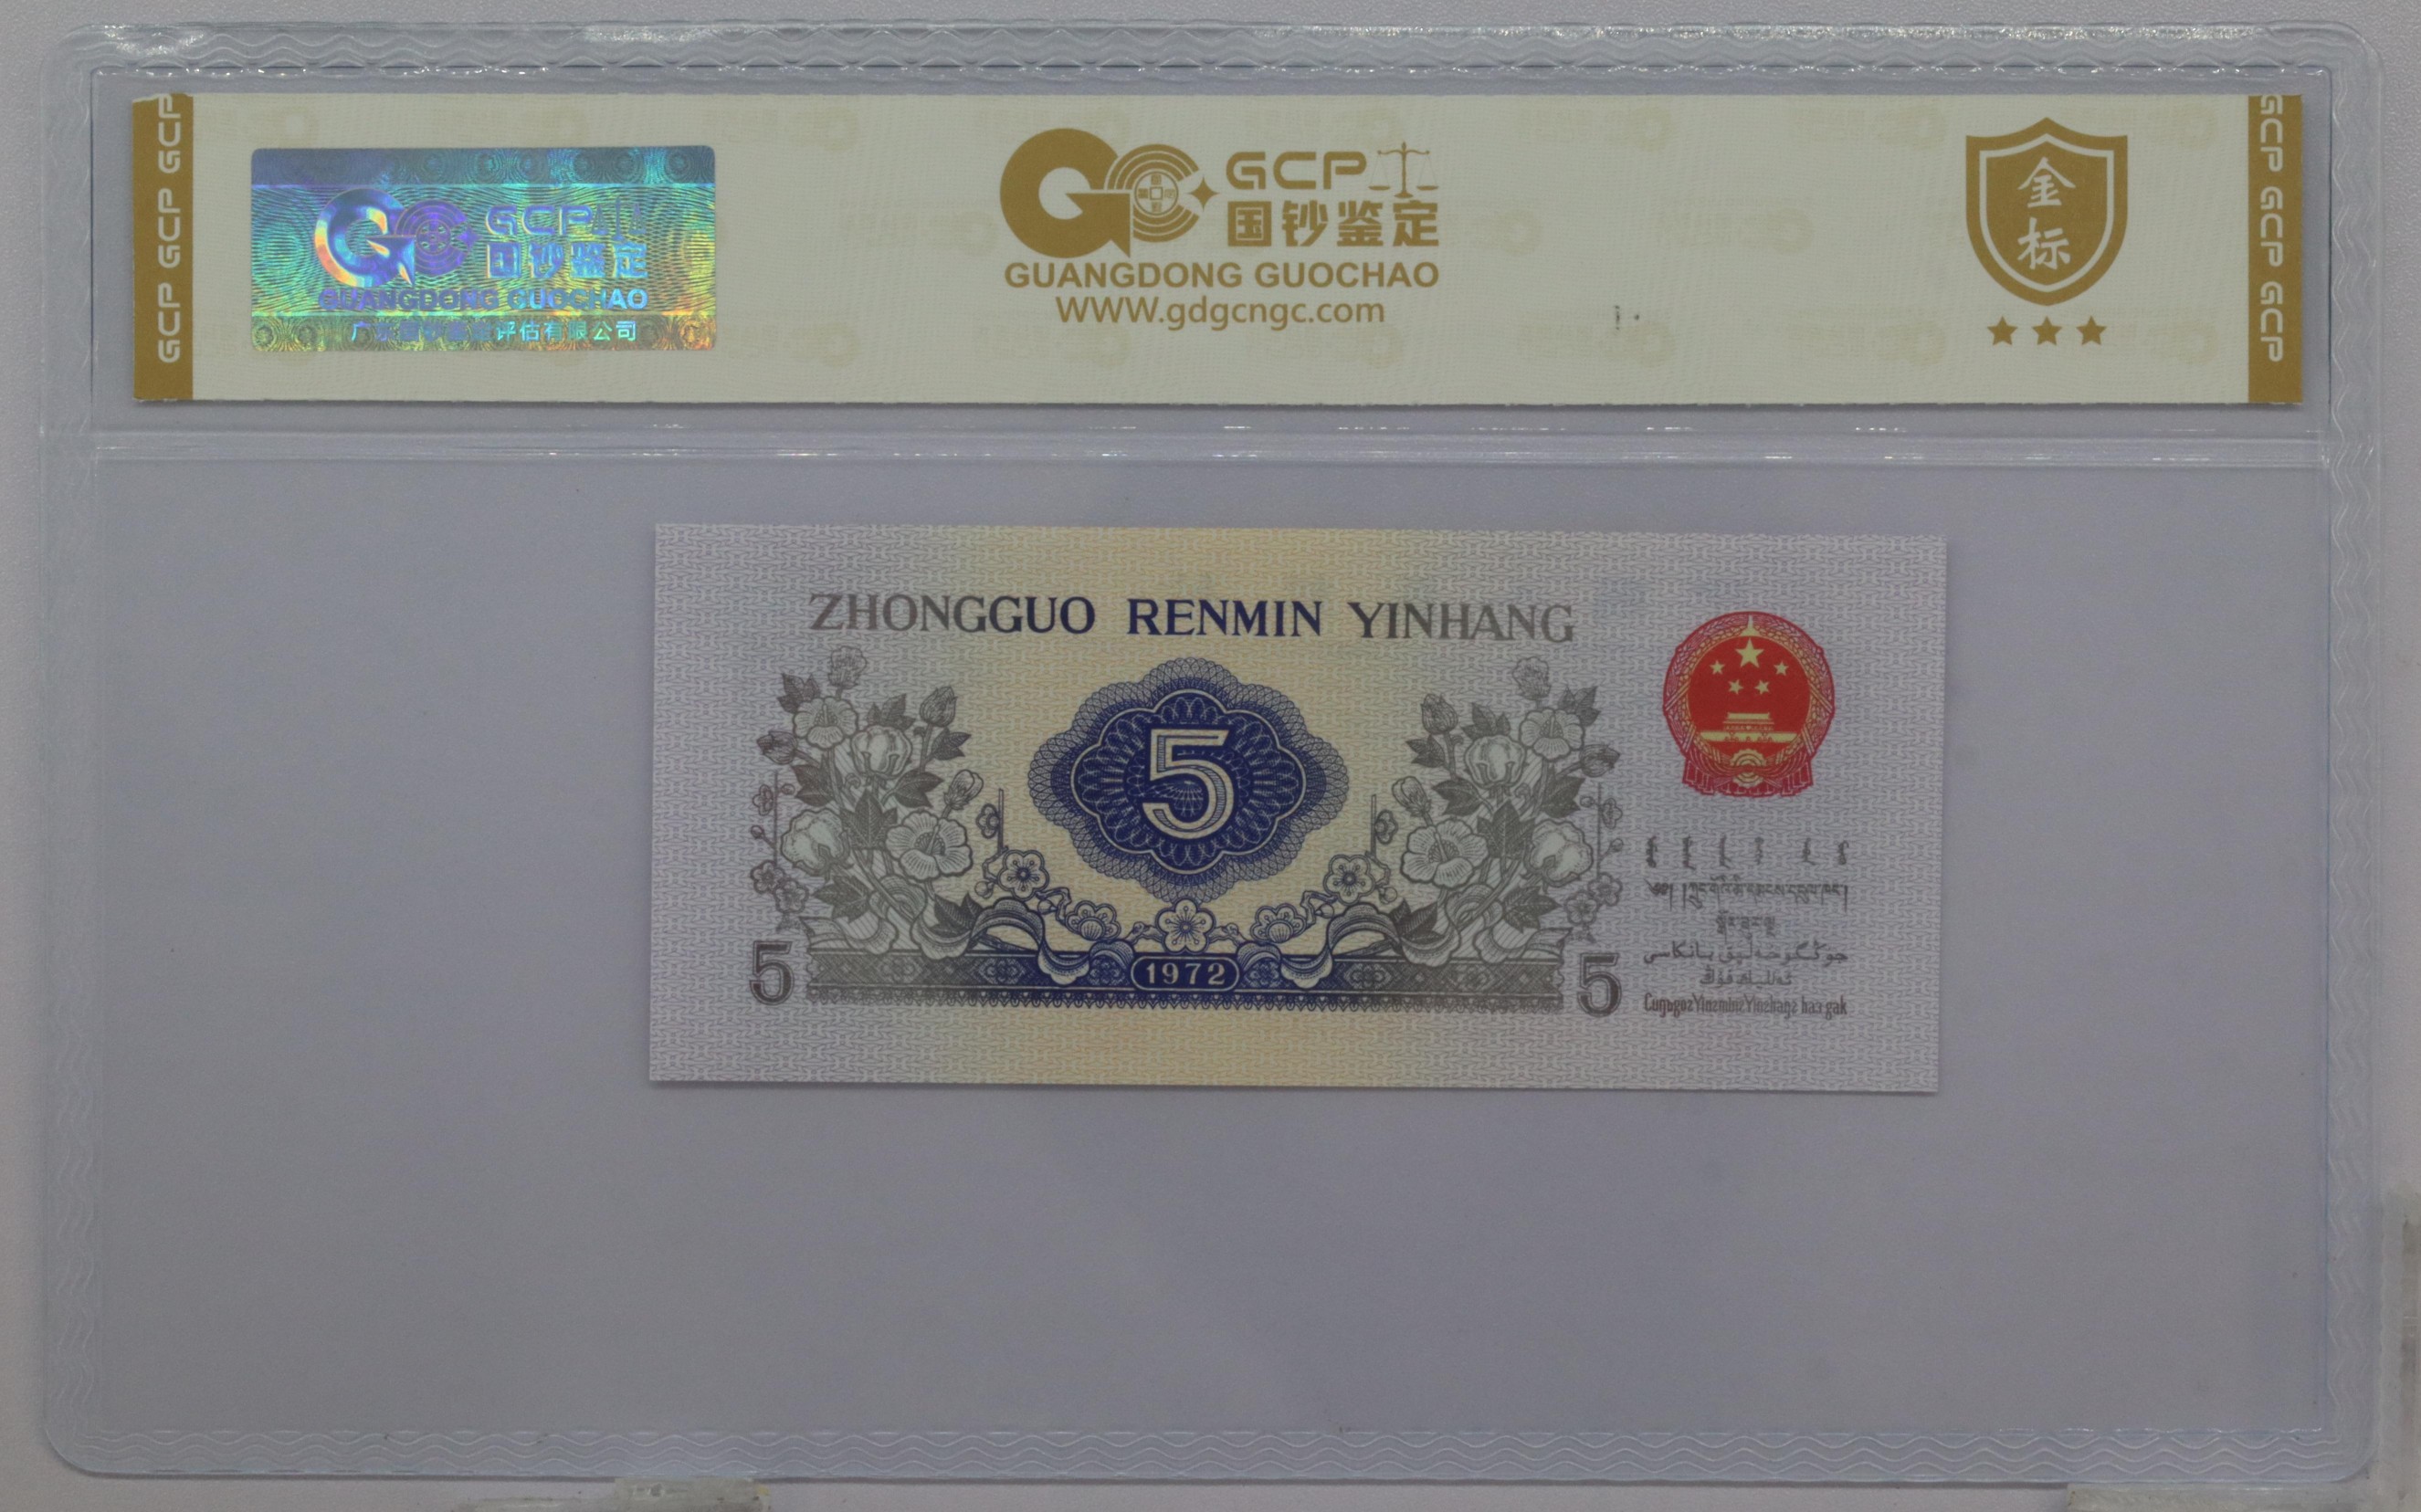 GCP GCP GCP
GCP
国钞鉴定
GUANGDONG GUOCHAO
广东国钞鉴定评估有限公司
GCP
国钞鉴定
GUANGDONG GUOCHAO
WWW.gdgcngc.com
金
标
GCP GCP GCP
ZHONGGUO RENMIN YINHANG
5
1972
5
5